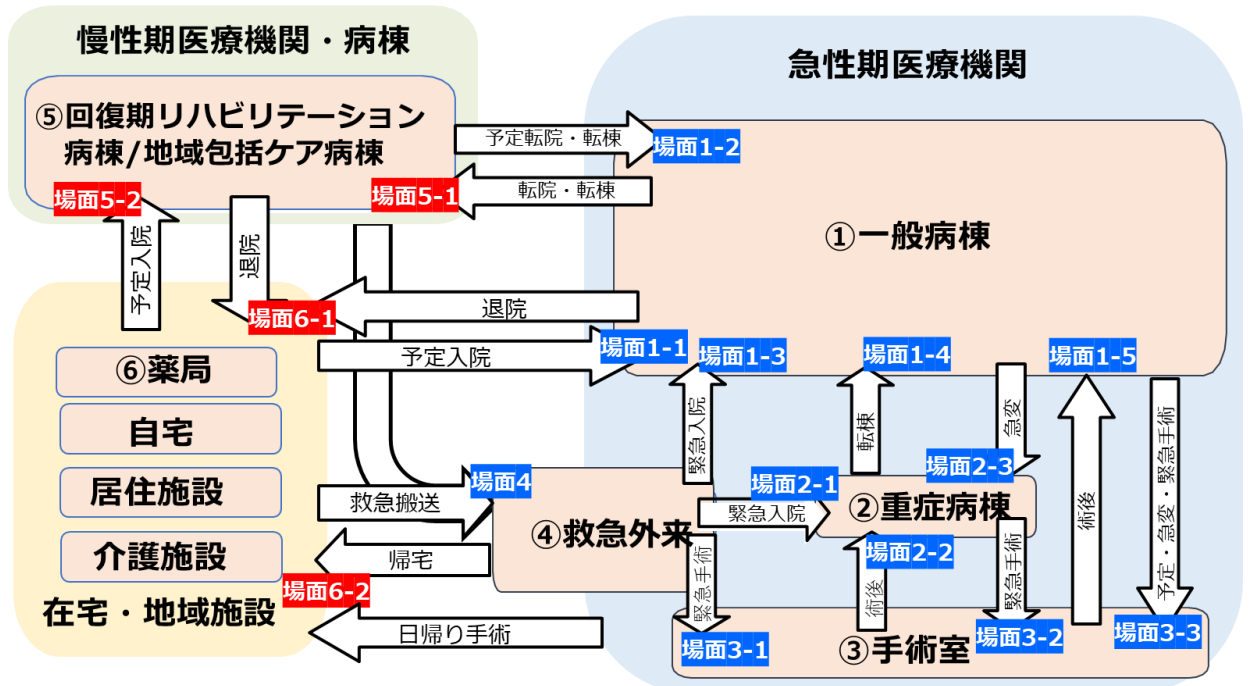 慢性期医療機関・病棟
⑤回復期リハビリテーション
病棟/地域包括ケア病棟
場面5-2
場面5-1
予定転院・転棟
転院・転棟
急性期医療機関
場面1-2
①一般病棟
予定入院
退院
場面6-1
退院
予定入院
場面1-1
場面1-3
場面1-4
場面1-5
⑥薬局
自宅
居住施設
介護施設
在宅・地域施設
場面6-2
救急搬送
場面4
帰宅
日帰り手術
④救急外来
緊急入院
緊急入院
場面2-1
転棟
急変
場面2-3
②重症病棟
場面2-2
術後
緊急手術
緊急手術
術後
予定・急変・緊急手術
場面3-1
③手術室
場面3-2
場面3-3